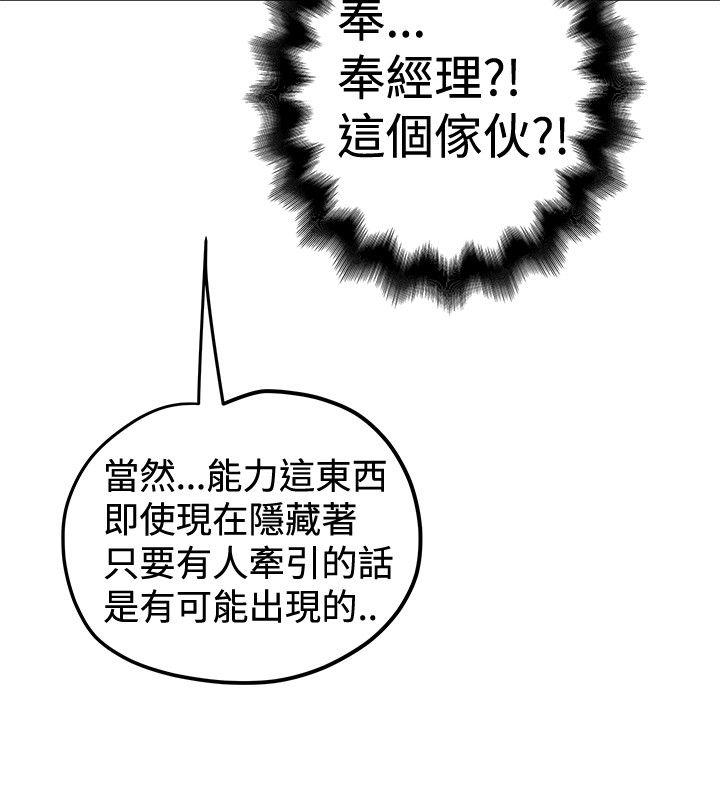 奉...
奉經理?!
這個傢伙?!
當然...能力這東西
即使現在隱藏著
只要有人牽引的話
是有可能出現的..